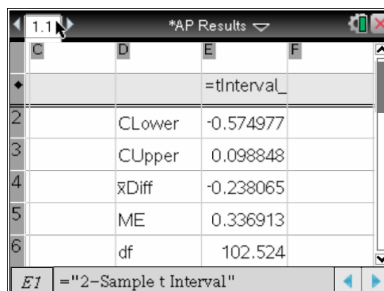 1.1 *AP Results
C D E F
=tInterval_
2 CLower -0.574977
3 CUpper 0.098848
4 x̄Diff -0.238065
5 ME 0.336913
6 df 102.524
E1 ="2-Sample t Interval"